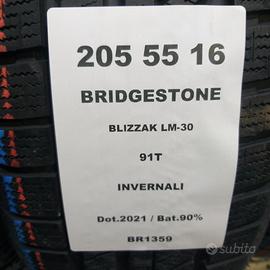 205 55 16
BRIDGESTONE
BLIZZAK LM-30
91T
INVERNALI
Dot.2021 / Bat.90%
BR1359
subito